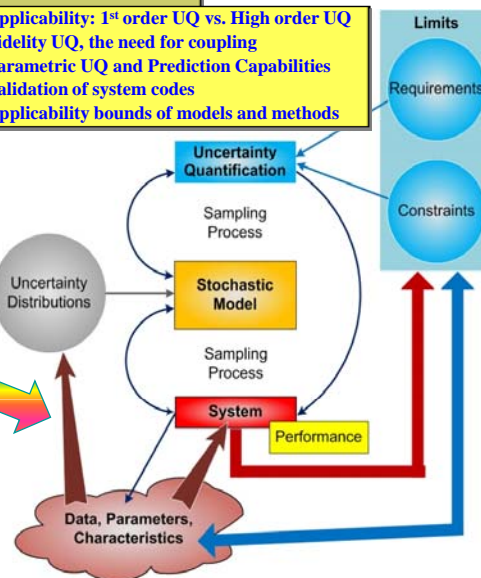 pplicability: 1st order UQ vs. High order UQ
idelity UQ, the need for coupling
arametric UQ and Prediction Capabilities
alidation of system codes
pplicability bounds of models and methods
Limits
Requirements
Uncertainty
Quantification
Constraints
Sampling
Process
Uncertainty
Distributions
Stochastic
Model
Sampling
Process
System
Performance
Data, Parameters,
Characteristics